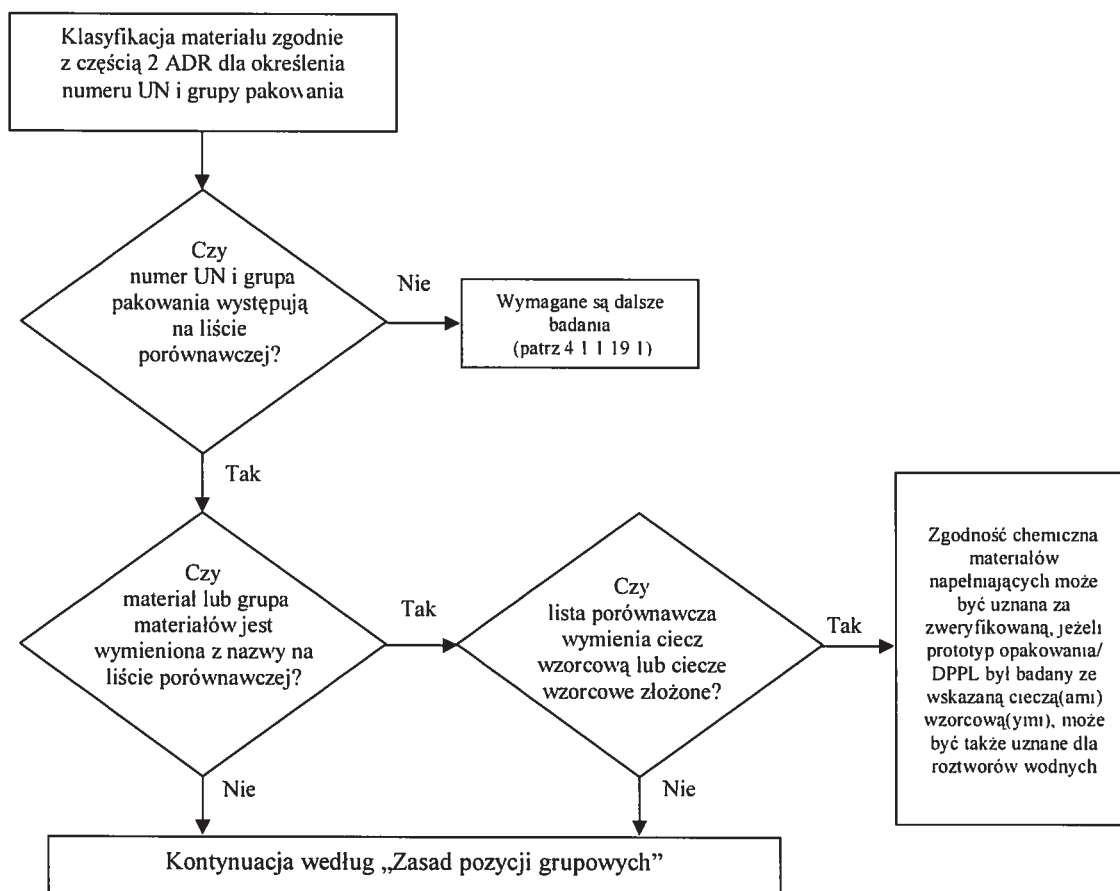 Klasyfikacja materiału zgodnie
z częścią 2 ADR dla określenia
numeru UN i grupy pakowania
Czy
numer UN i grupa
pakowania występują
na liście
porównawczej?
Nie
Wymagane są dalsze
badania
(patrz 4 1 1 19 1)
Tak
Czy
materiał lub grupa
materiałów jest
wymieniona z nazwy na
liście porównawczej?
Tak
Czy
lista porównawcza
wymienia ciecz
wzorcową lub ciecze
wzorcowe złożone?
Tak
Zgodność chemiczna
materiałów
napełniających może
być uznana za
zweryfikowaną, jeżeli
prototyp opakowania/
DPPL był badany ze
wskazaną cieczą(ami)
wzorcową(ymi), może
być także uznane dla
roztworów wodnych
Nie
Nie
Kontynuacja według „Zasad pozycji grupowych”